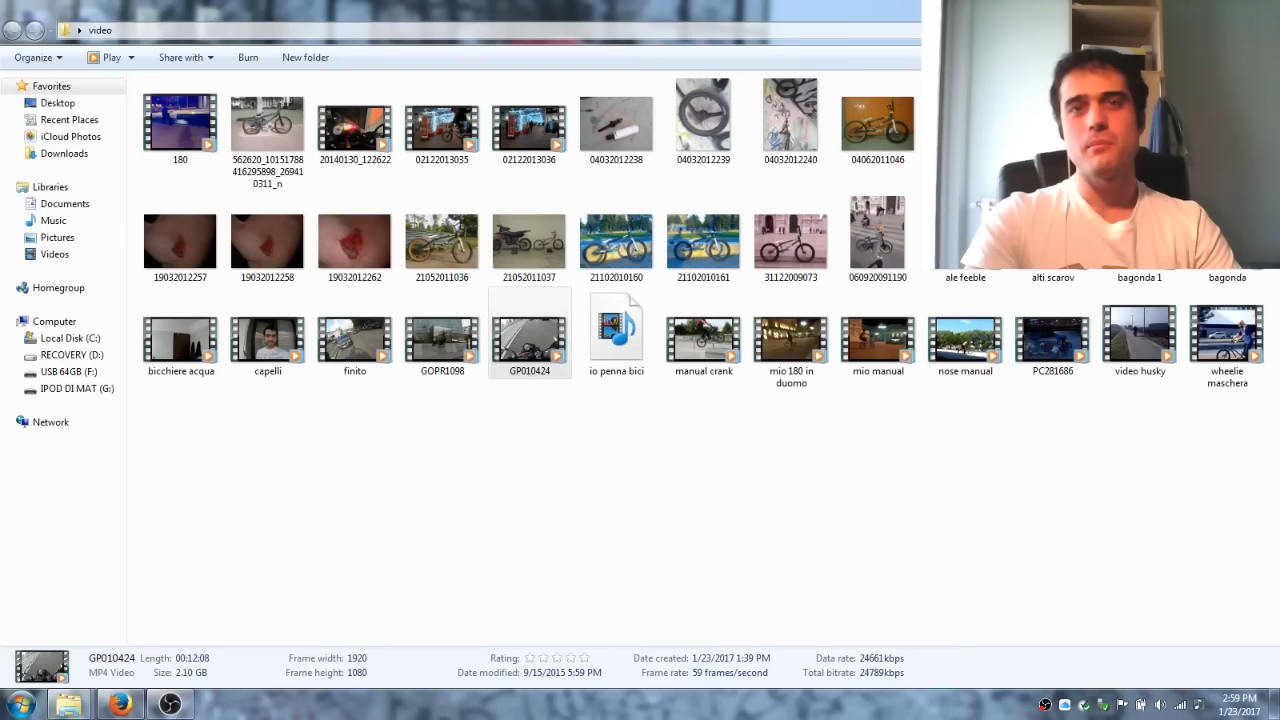 video
Organize
Play
Share with
Burn
New folder
Favorites
Desktop
Recent Places
iCloud Photos
Downloads
Libraries
Documents
Music
Pictures
Videos
Homegroup
Computer
Local Disk (C:)
RECOVERY (D:)
USB 64GB (F:)
IPOD DI MAT (G:)
Network
180
562620_10151788
416295898_26941
0311_n
20140130_122622
02122013035
02122013036
04032012238
04032012239
04032012240
04062011046
19032012257
19032012258
19032012262
21052011036
21052011037
21102010160
21102010161
31122009073
060920091190
ale feeble
alti scarov
bagonda 1
bagonda
bicchiere acqua
capelli
finito
GOPR1098
GP010424
io penna bici
manual crank
mio 180 in
duomo
mio manual
nose manual
PC281686
video husky
wheelie
maschera
GP010424 Length: 00:12:08 Frame width: 1920 Rating: Date created: 1/23/2017 1:39 PM Data rate: 24661kbps
MP4 Video Size: 2.10 GB Frame height: 1080 Date modified: 9/15/2015 5:59 PM Frame rate: 59 frames/second Total bitrate: 24789kbps
2:59 PM
1/23/2017